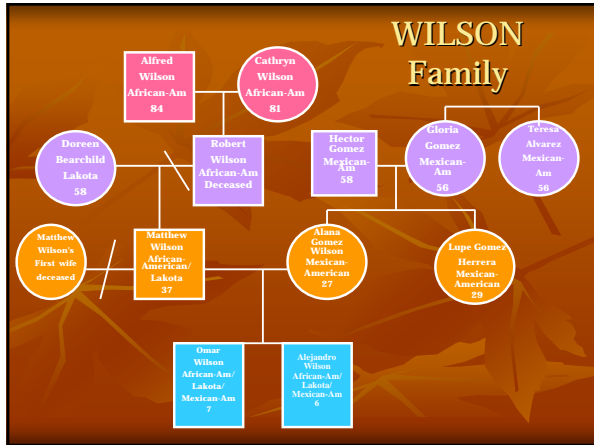 WILSON
Family
Alfred
Wilson
African-Am
84
Cathryn
Wilson
African-Am
81
Doreen
Bearchild
Lakota
58
Robert
Wilson
African-Am
Deceased
Hector
Gomez
Mexican-
Am
58
Gloria
Gomez
Mexican-
Am
56
Teresa
Alvarez
Mexican-
Am
56
Matthew
Wilson's
First wife
deceased
Matthew
Wilson
African-
American/
Lakota
37
Alana
Gomez
Wilson
Mexican-
American
27
Lupe Gomez
Herrera
Mexican-
American
29
Omar
Wilson
African-Am/
Lakota/
Mexican-Am
7
Alejandro
Wilson
African-Am/
Lakota/
Mexican-Am
6